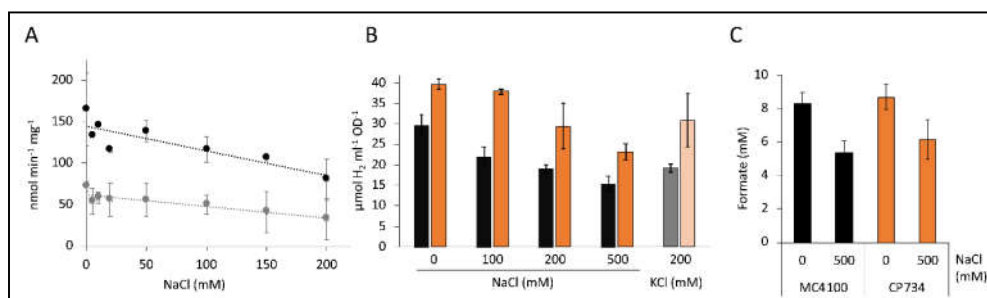 A
nmol min⁻¹ mg⁻¹
200
150
100
50
0
0 50 100 150 200
NaCl (mM)
B
µmol H₂ ml⁻¹ OD⁻¹
40
35
30
25
20
15
10
5
0
0 100 200 500 200
NaCl (mM) KCl (mM)
C
Formate (mM)
10
8
6
4
2
0
0 500 0 500 NaCl
(mM)
MC4100 CP734